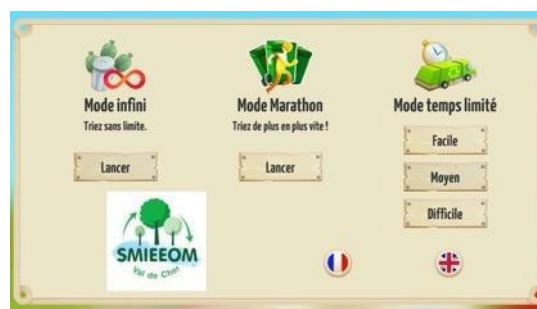 Mode infini
Triez sans limite.
Lancer
Mode Marathon
Triez de plus en plus vite !
Lancer
Mode temps limité
Facile
Moyen
Difficile
SMIEEOM
Val de Cher